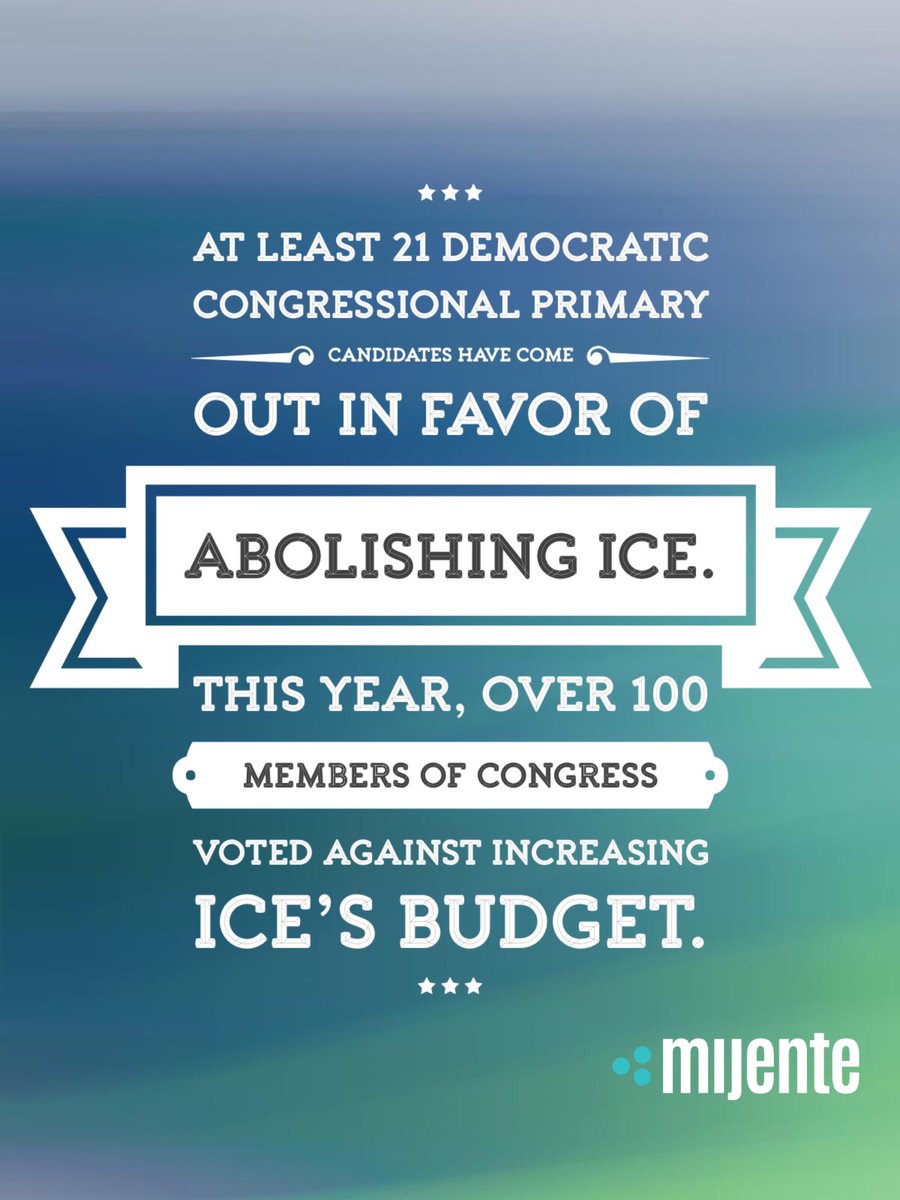 AT LEAST 21 DEMOCRATIC
CONGRESSIONAL PRIMARY
CANDIDATES HAVE COME
OUT IN FAVOR OF
ABOLISHING ICE.
THIS YEAR, OVER 100
MEMBERS OF CONGRESS
VOTED AGAINST INCREASING
ICE'S BUDGET.
mijente